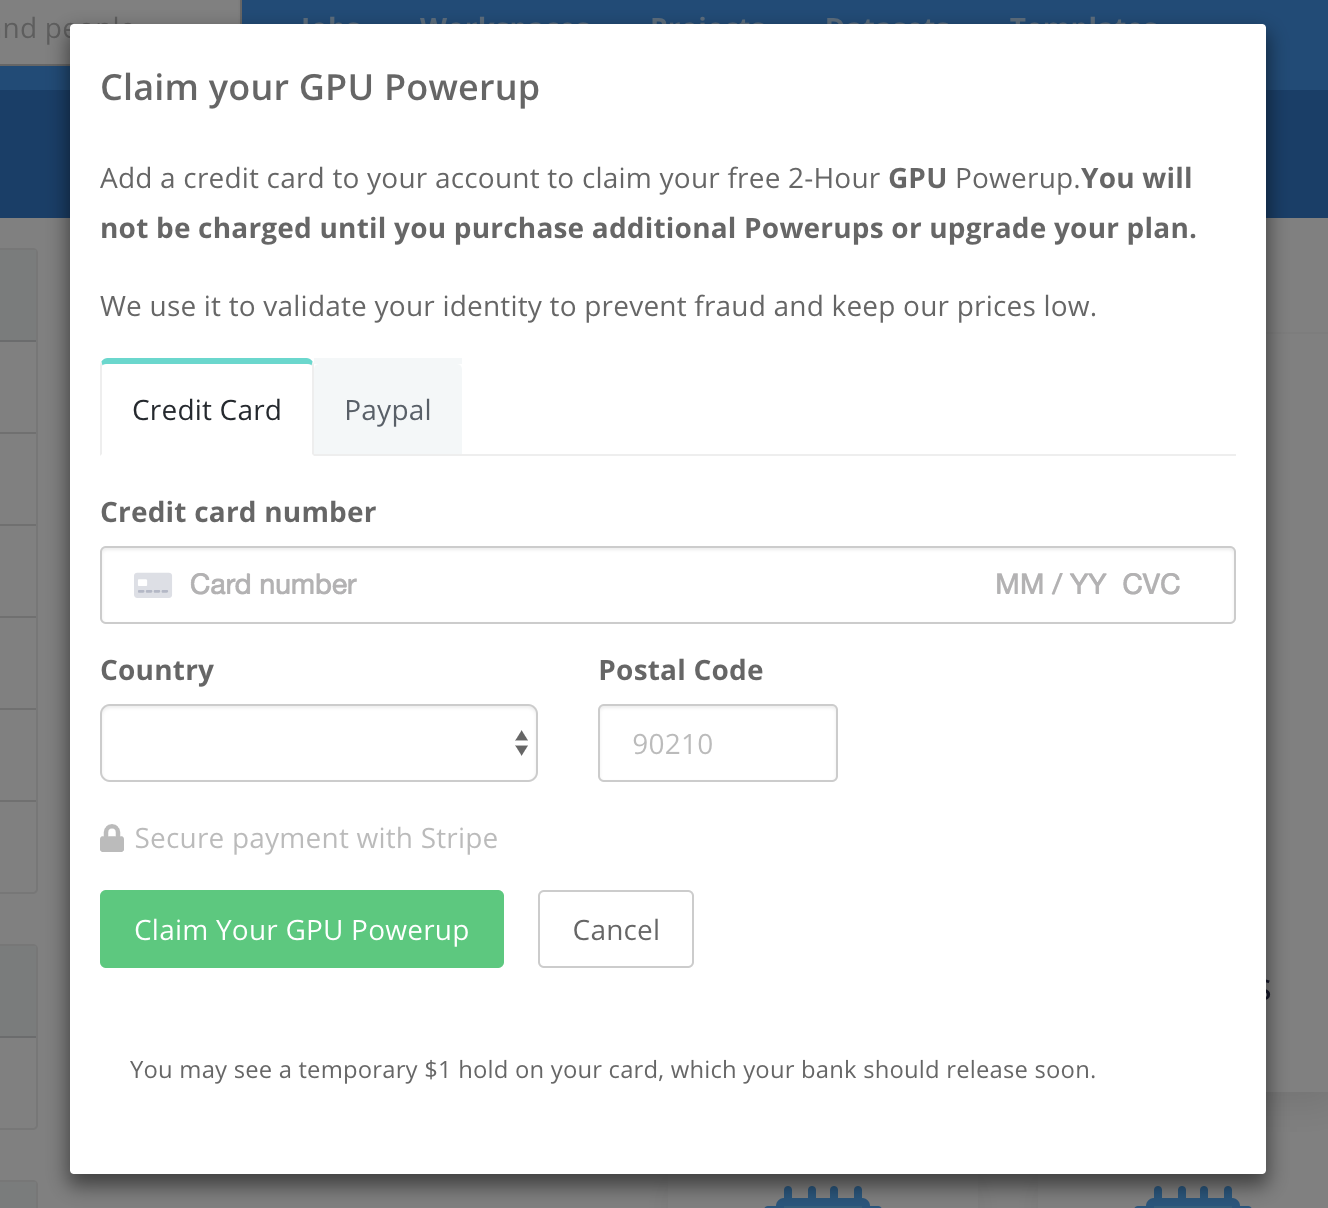 nd pe
Claim your GPU Powerup
Add a credit card to your account to claim your free 2-Hour GPU Powerup.You will
not be charged until you purchase additional Powerups or upgrade your plan.
We use it to validate your identity to prevent fraud and keep our prices low.
Credit Card Paypal
Credit card number
Card number MM / YY CVC
Country Postal Code
90210
Secure payment with Stripe
Claim Your GPU Powerup Cancel
You may see a temporary $1 hold on your card, which your bank should release soon.